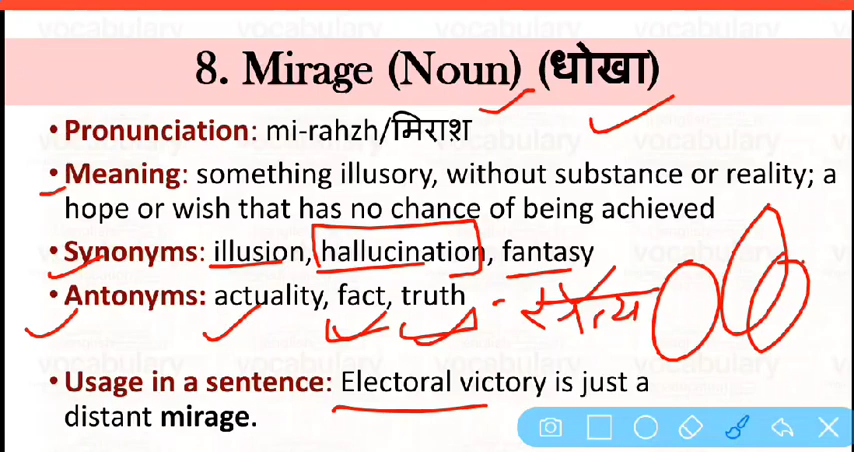 8. Mirage (Noun) (धोखा)
• Pronunciation: mi-rahzh/मिराश
• Meaning: something illusory, without substance or reality; a
hope or wish that has no chance of being achieved
• Synonyms: illusion, hallucination, fantasy
• Antonyms: actuality, fact, truth - सत्य
• Usage in a sentence: Electoral victory is just a
distant mirage.